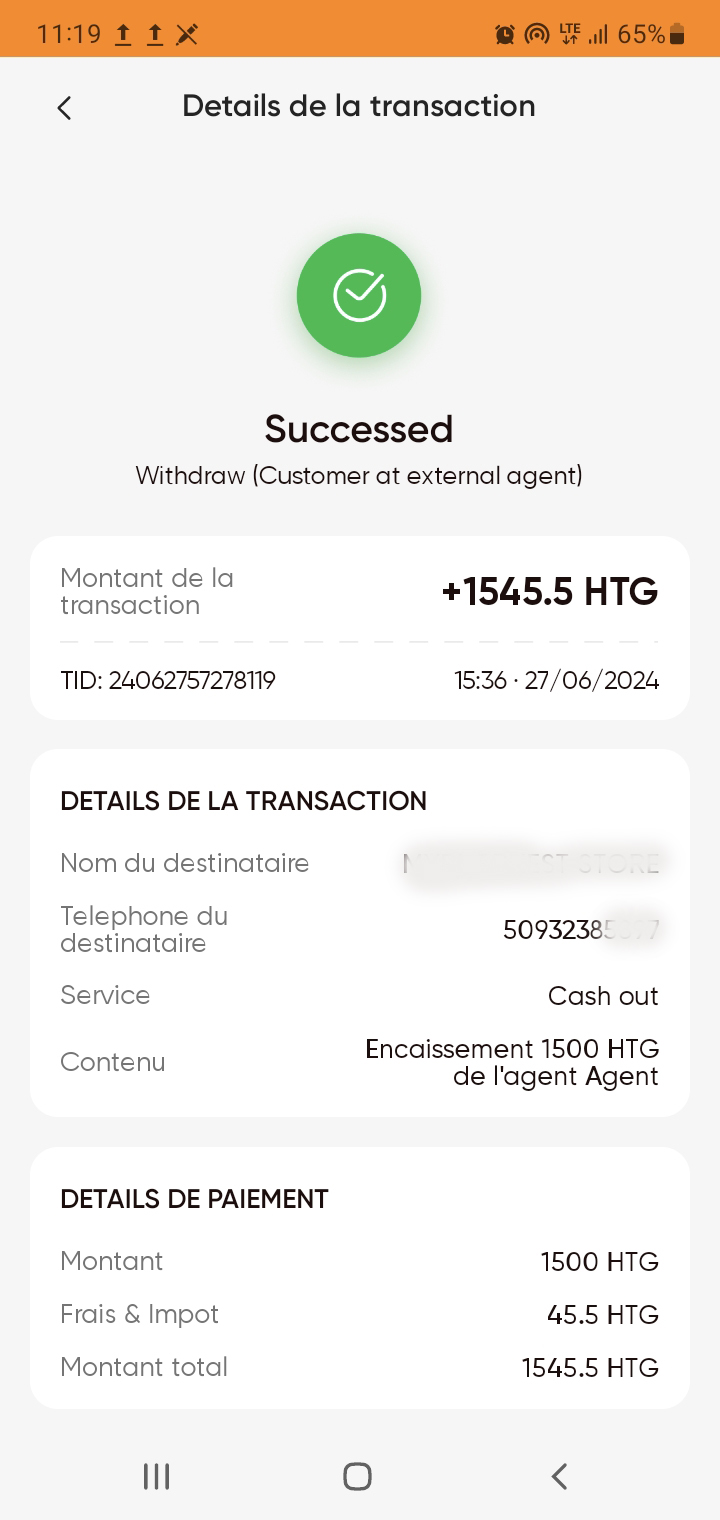 11:19 LTE 65%
Details de la transaction
Successed
Withdraw (Customer at external agent)
Montant de la
transaction
+1545.5 HTG
TID: 24062757278119
15:36 · 27/06/2024
DETAILS DE LA TRANSACTION
Nom du destinataire
STORE
Telephone du
destinataire
Service
Cash out
Contenu
Encaissement 1500 HTG
de l'agent Agent
DETAILS DE PAIEMENT
Montant
1500 HTG
Frais & Impot
45.5 HTG
Montant total
1545.5 HTG